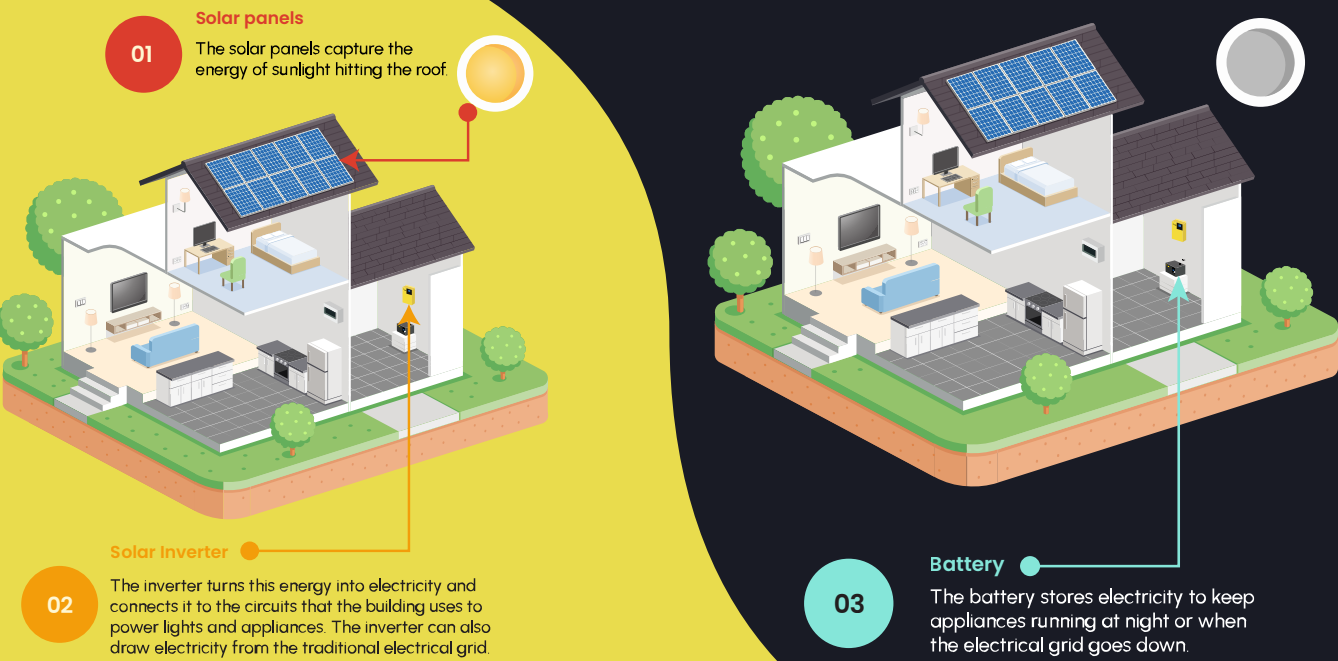 01
Solar panels
The solar panels capture the
energy of sunlight hitting the roof.
Solar Inverter
02
The inverter turns this energy into electricity and
connects it to the circuits that the building uses to
power lights and appliances. The inverter can also
draw electricity from the traditional electrical grid.
Battery
03
The battery stores electricity to keep
appliances running at night or when
the electrical grid goes down.